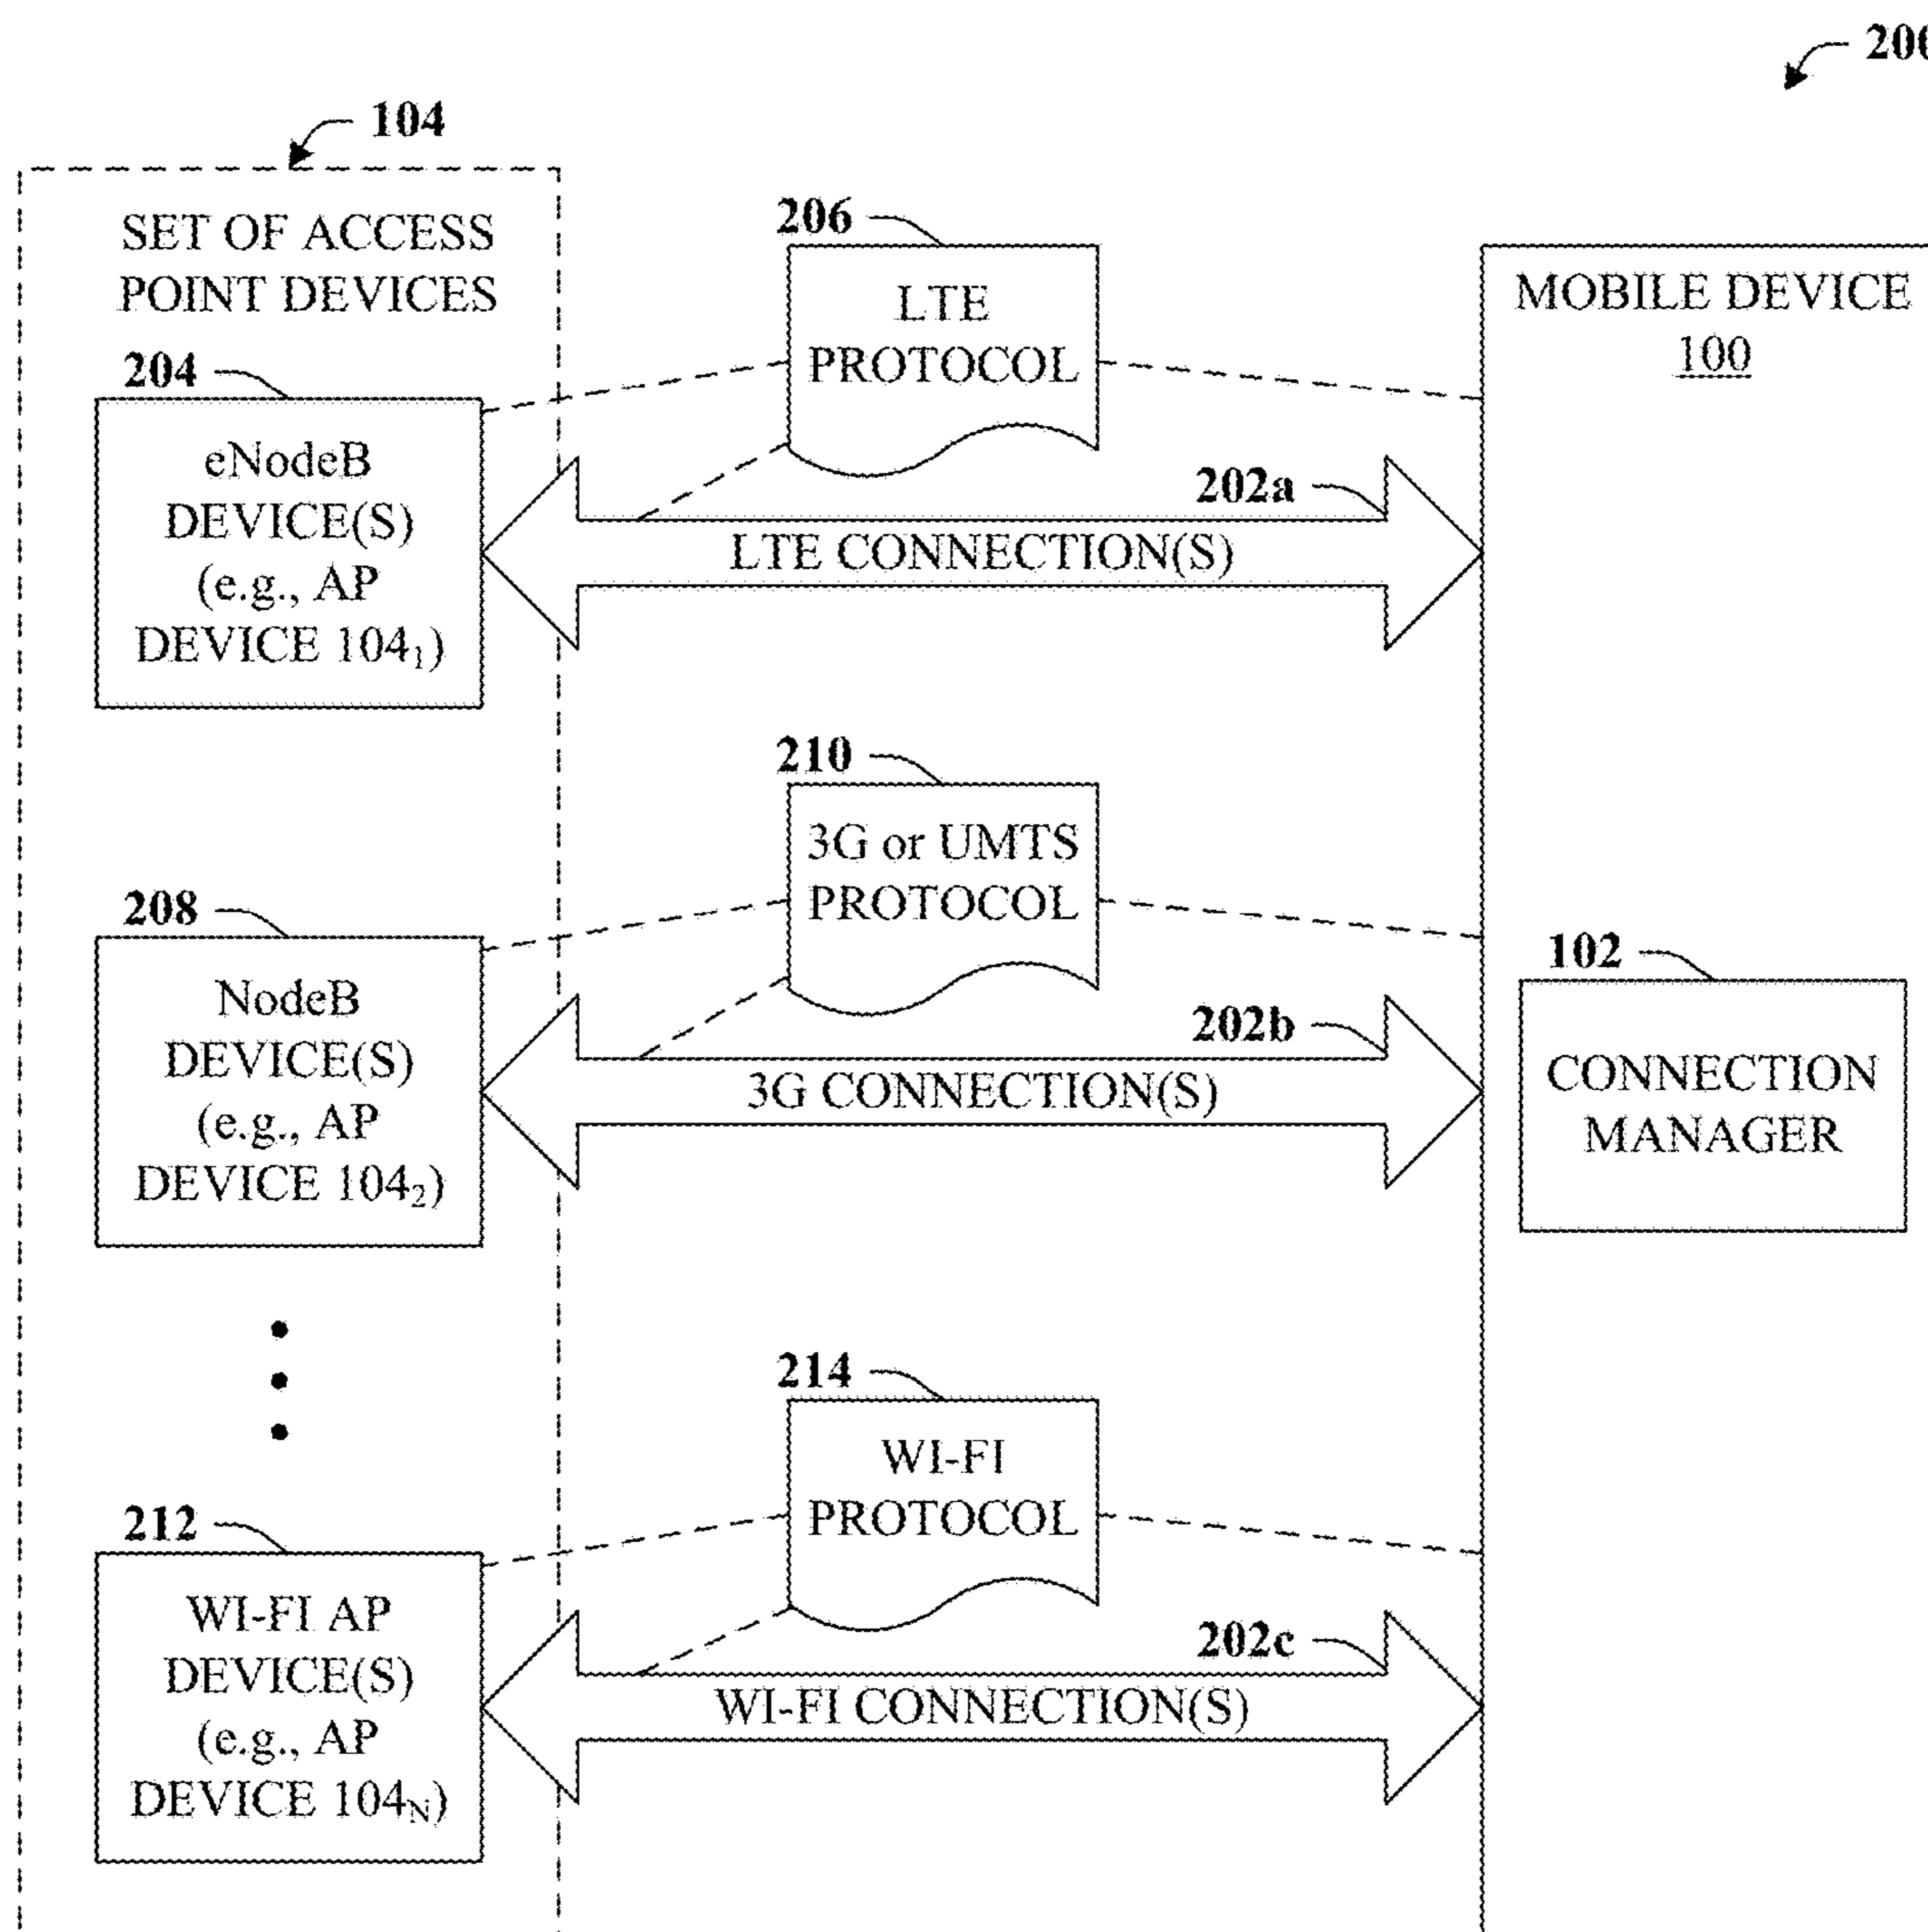 200
104
SET OF ACCESS
POINT DEVICES
206
LTE
PROTOCOL
MOBILE DEVICE
100
204
eNodeB
DEVICE(S)
(e.g., AP
DEVICE 104₁)
202a
LTE CONNECTION(S)
210
3G or UMTS
PROTOCOL
208
NodeB
DEVICE(S)
(e.g., AP
DEVICE 104₂)
202b
3G CONNECTION(S)
102
CONNECTION
MANAGER
214
WI-FI
PROTOCOL
212
WI-FI AP
DEVICE(S)
(e.g., AP
DEVICE 104N)
202c
WI-FI CONNECTION(S)